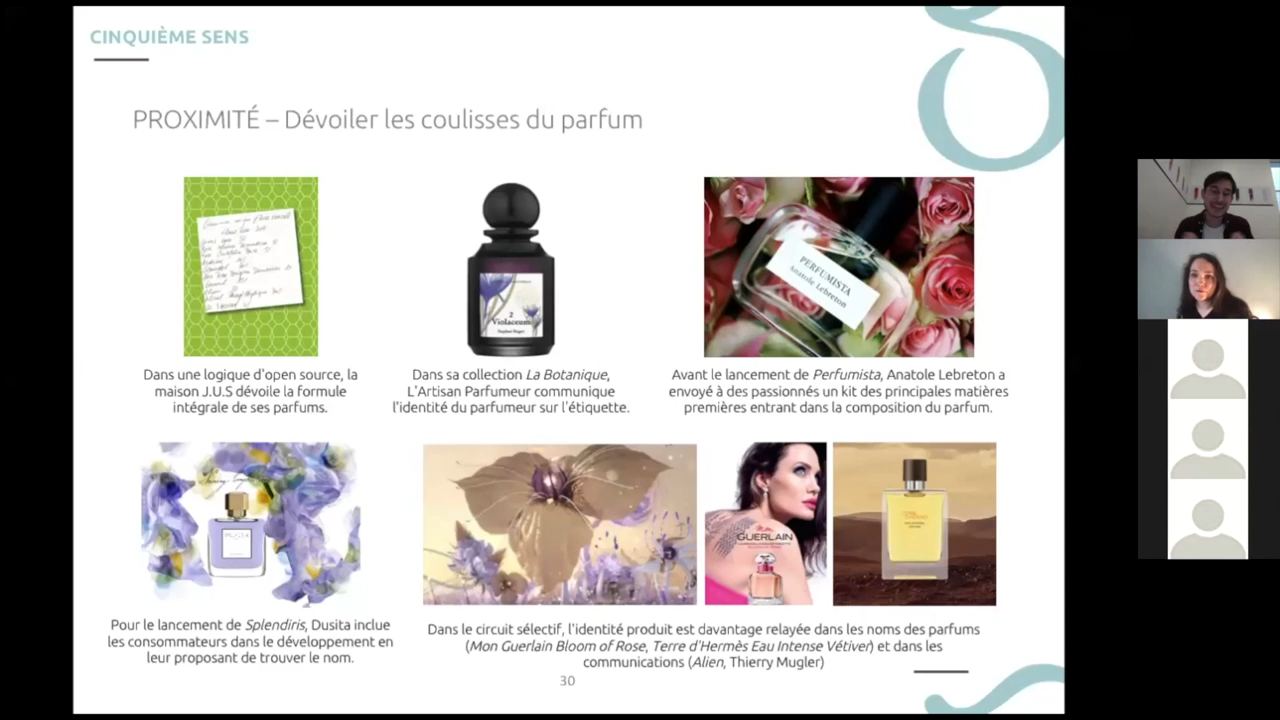 CINQUIÈME SENS
PROXIMITÉ – Dévoiler les coulisses du parfum
2
Violaceum
PERFUMISTA
Anatole Lebreton
Dans une logique d'open source, la
maison J.U.S dévoile la formule
intégrale de ses parfums.
Dans sa collection La Botanique,
L'Artisan Parfumeur communique
l'identité du parfumeur sur l'étiquette.
Avant le lancement de Perfumista, Anatole Lebreton a
envoyé à des passionnés un kit des principales matières
premières entrant dans la composition du parfum.
GUERLAIN
Pour le lancement de Splendiris, Dusita inclue
les consommateurs dans le développement en
leur proposant de trouver le nom.
Dans le circuit sélectif, l'identité produit est davantage relayée dans les noms des parfums
(Mon Guerlain Bloom of Rose, Terre d'Hermès Eau Intense Vétiver) et dans les
communications (Alien, Thierry Mugler)
30